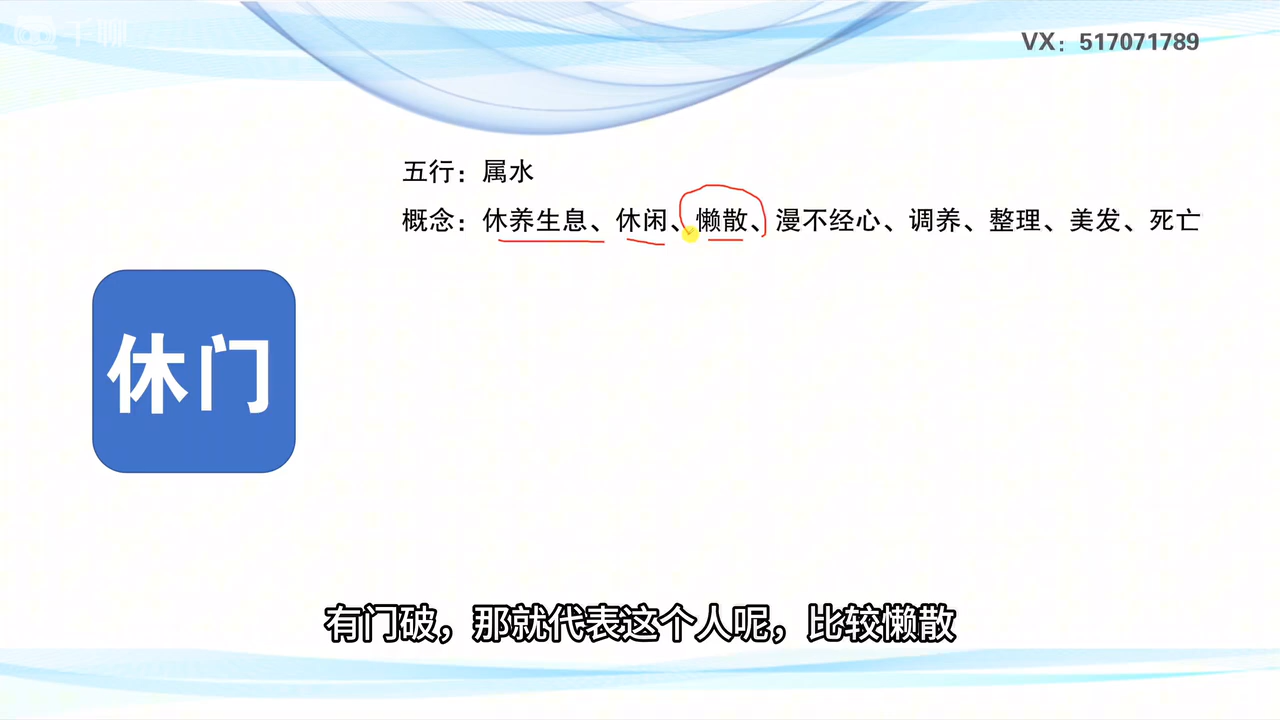 千聊
VX：517071789
五行：属水
概念：休养生息、休闲、懒散、漫不经心、调养、整理、美发、死亡
休门
有门破，那就代表这个人呢，比较懒散